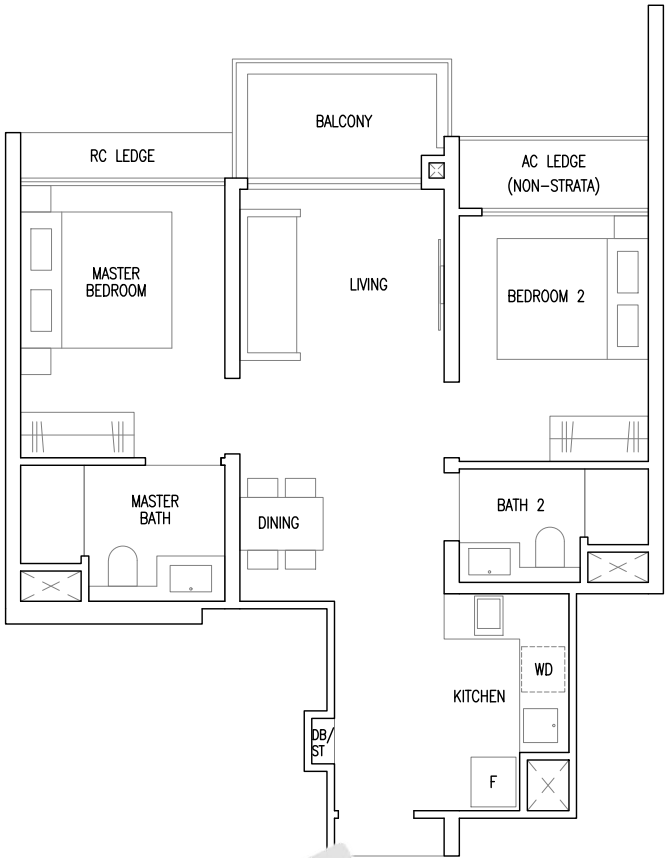 BALCONY
RC LEDGE
AC LEDGE
(NON-STRATA)
MASTER
BEDROOM
LIVING
BEDROOM 2
MASTER
BATH
DINING
BATH 2
WD
KITCHEN
DB/
ST
F